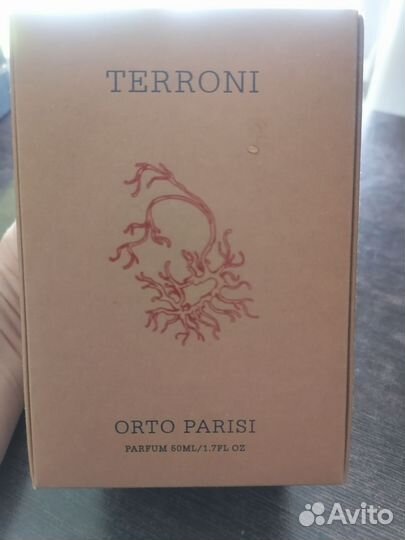 TERRONI
ORTO PARISI
PARFUM 50ML/1.7FL OZ
Avito